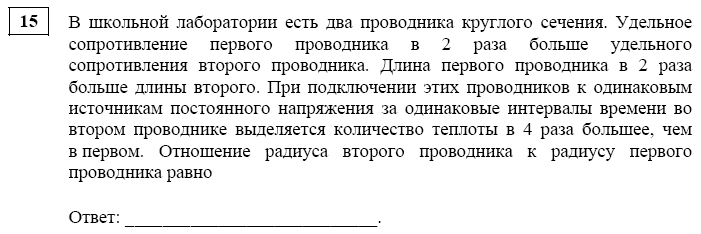 15 В школьной лаборатории есть два проводника круглого сечения. Удельное
сопротивление первого проводника в 2 раза больше удельного
сопротивления второго проводника. Длина первого проводника в 2 раза
больше длины второго. При подключении этих проводников к одинаковым
источникам постоянного напряжения за одинаковые интервалы времени во
втором проводнике выделяется количество теплоты в 4 раза большее, чем
в первом. Отношение радиуса второго проводника к радиусу первого
проводника равно
Ответ: ___________________________.